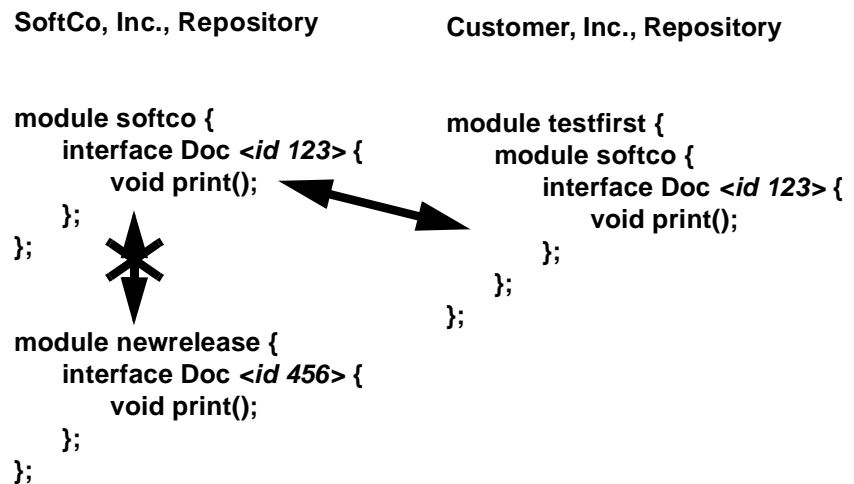 SoftCo, Inc., Repository
module softco {
interface Doc <id 123> {
void print();
};
};
module newrelease {
interface Doc <id 456> {
void print();
};
};
Customer, Inc., Repository
module testfirst {
module softco {
interface Doc <id 123> {
void print();
};
};
};